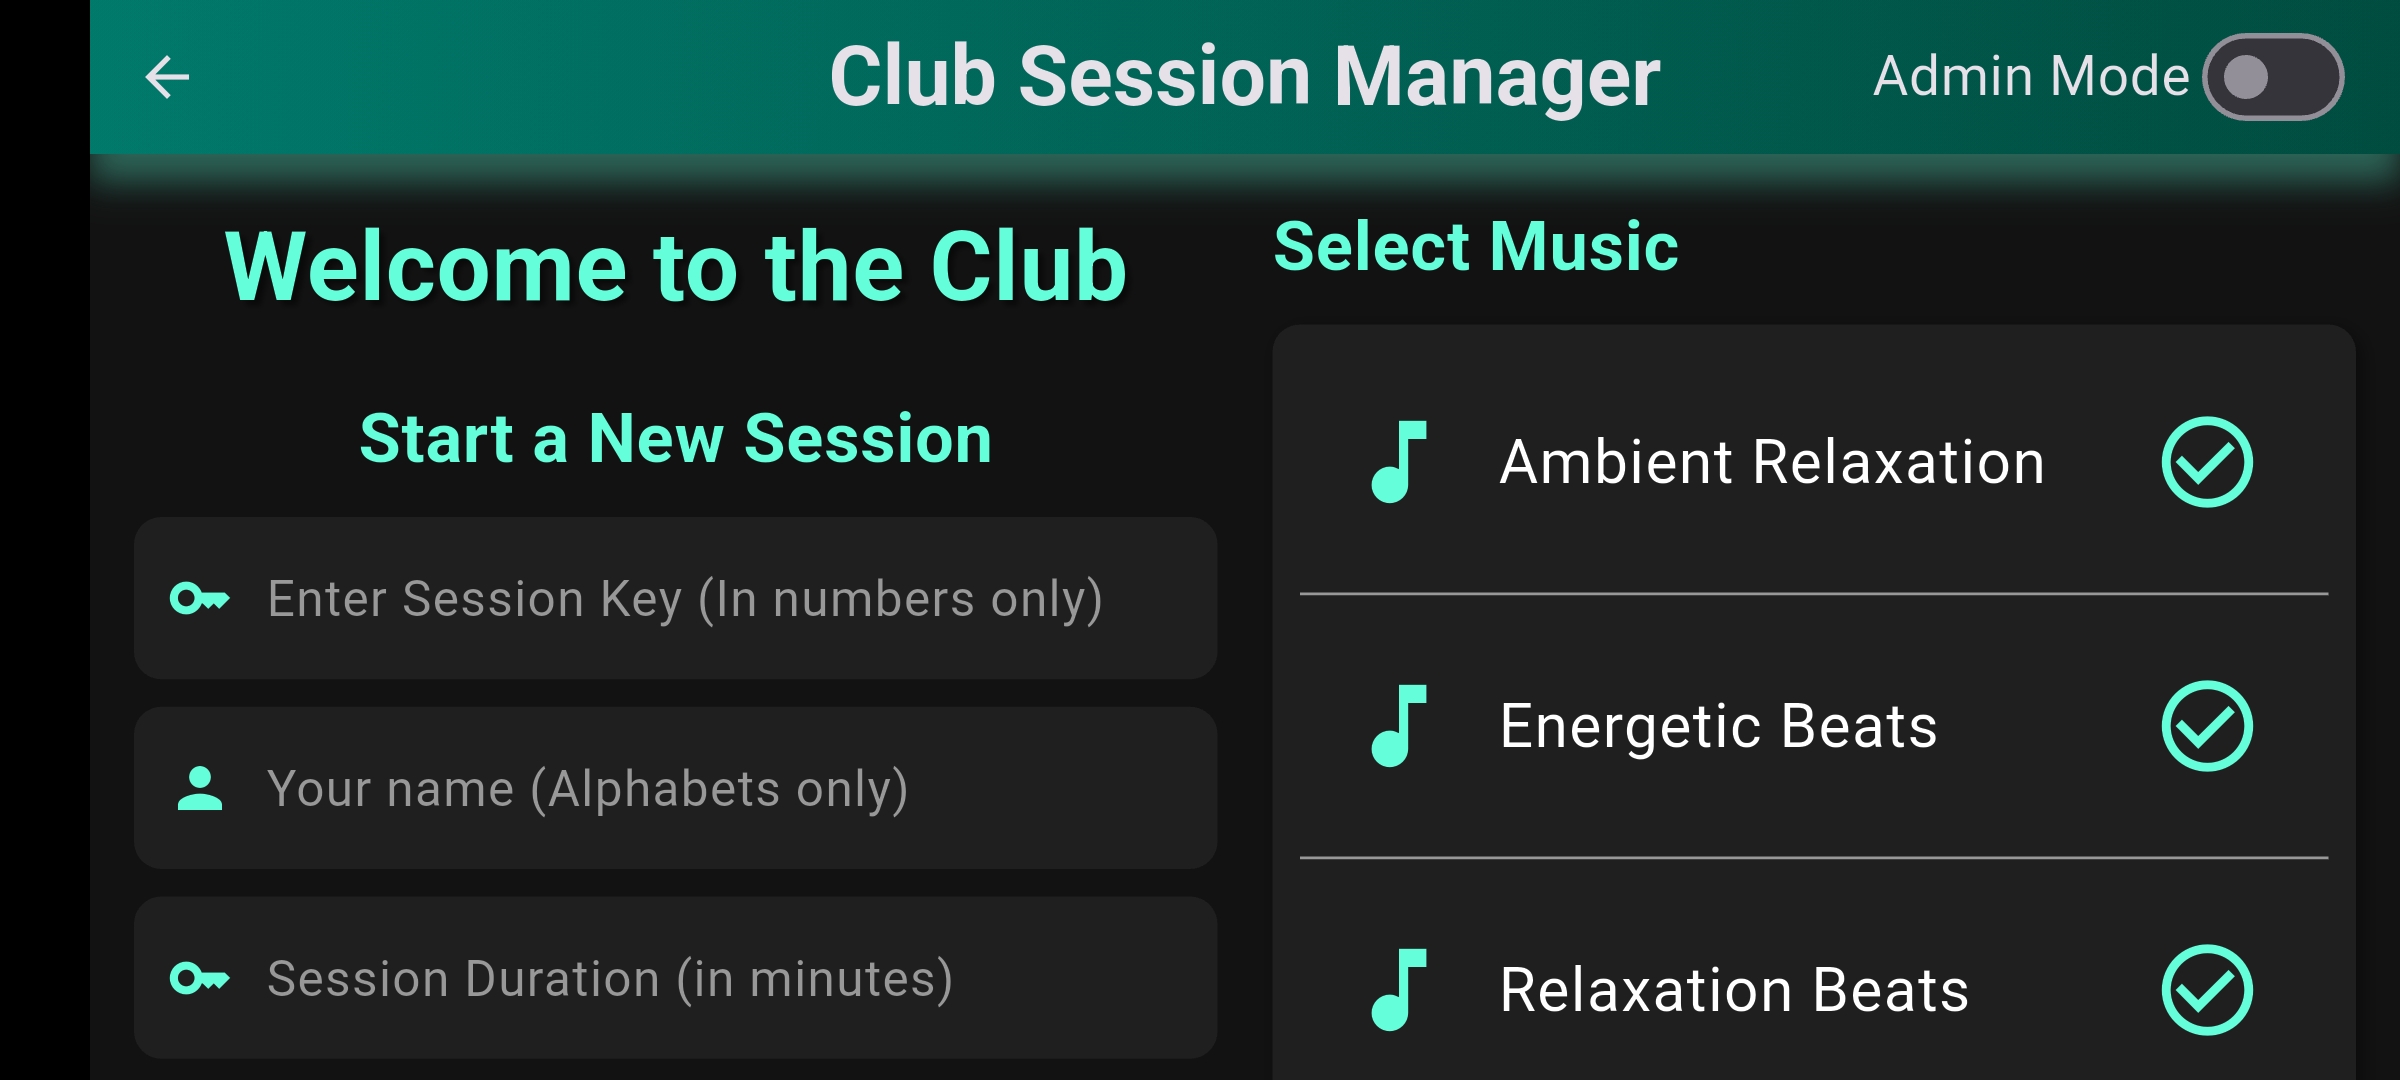 Club Session Manager
Admin Mode
Welcome to the Club
Start a New Session
Enter Session Key (In numbers only)
Your name (Alphabets only)
Session Duration (in minutes)
Select Music
Ambient Relaxation
Energetic Beats
Relaxation Beats